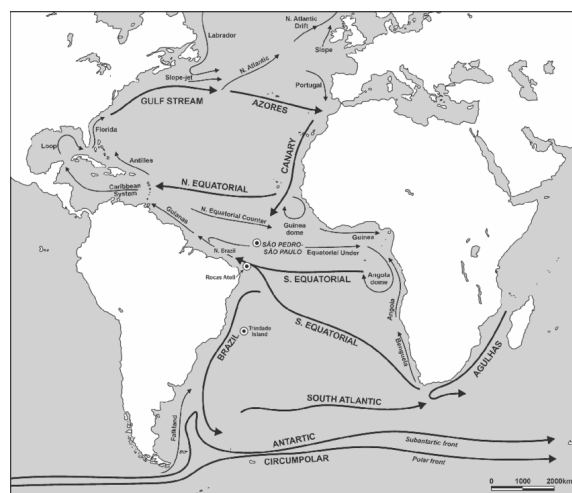 Labrador
N. Atlantic
Drift
Slope
Slope-jet
N. Atlantic
Portugal
GULF STREAM
AZORES
Florida
Loop
CANARY
Antilles
N. EQUATORIAL
Caribbean
System
Guianas
N. Equatorial Counter
Guinea
dome
Guinea
SÃO PEDRO-
SÃO PAULO
Equatorial Under
N. Brazil
Rocas Atoll
S. EQUATORIAL
Angola
dome
Angola
BRAZIL
Trindade
Island
S. EQUATORIAL
Benguela
AGULHAS
SOUTH ATLANTIC
Falkland
ANTARTIC
Subantartic front
CIRCUMPOLAR
Polar front
0 1000 2000km